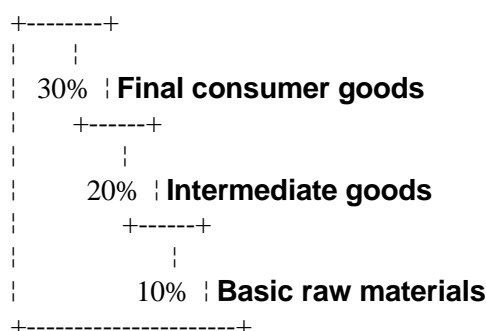 +--------+
¦ ¦
¦ 30% ¦ Final consumer goods
¦ +------+
¦ ¦
¦ 20% ¦ Intermediate goods
¦ +------+
¦ ¦
¦ 10% ¦ Basic raw materials
+----------------------+